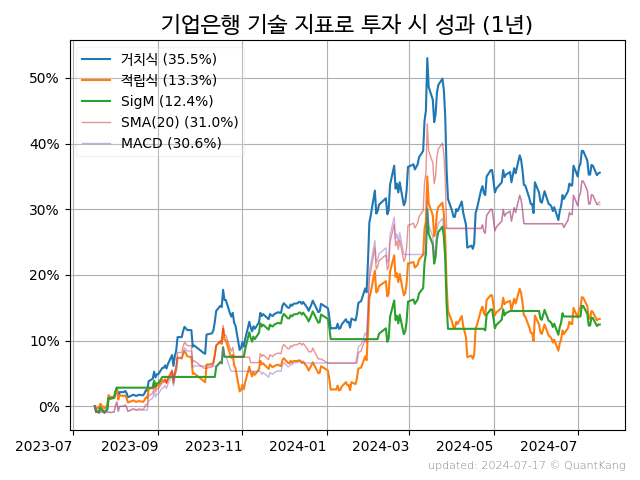 기업은행 기술 지표로 투자 시 성과 (1년)
거치식 (35.5%)
적립식 (13.3%)
SigM (12.4%)
SMA(20) (31.0%)
MACD (30.6%)
50%
40%
30%
20%
10%
0%
2023-07 2023-09 2023-11 2024-01 2024-03 2024-05 2024-07
updated: 2024-07-17 © QuantKang